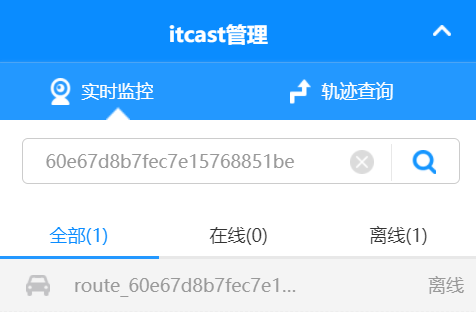 itcast管理
实时监控 轨迹查询
60e67d8b7fec7e15768851be
全部(1) 在线(0) 离线(1)
route_60e67d8b7fec7e1... 离线